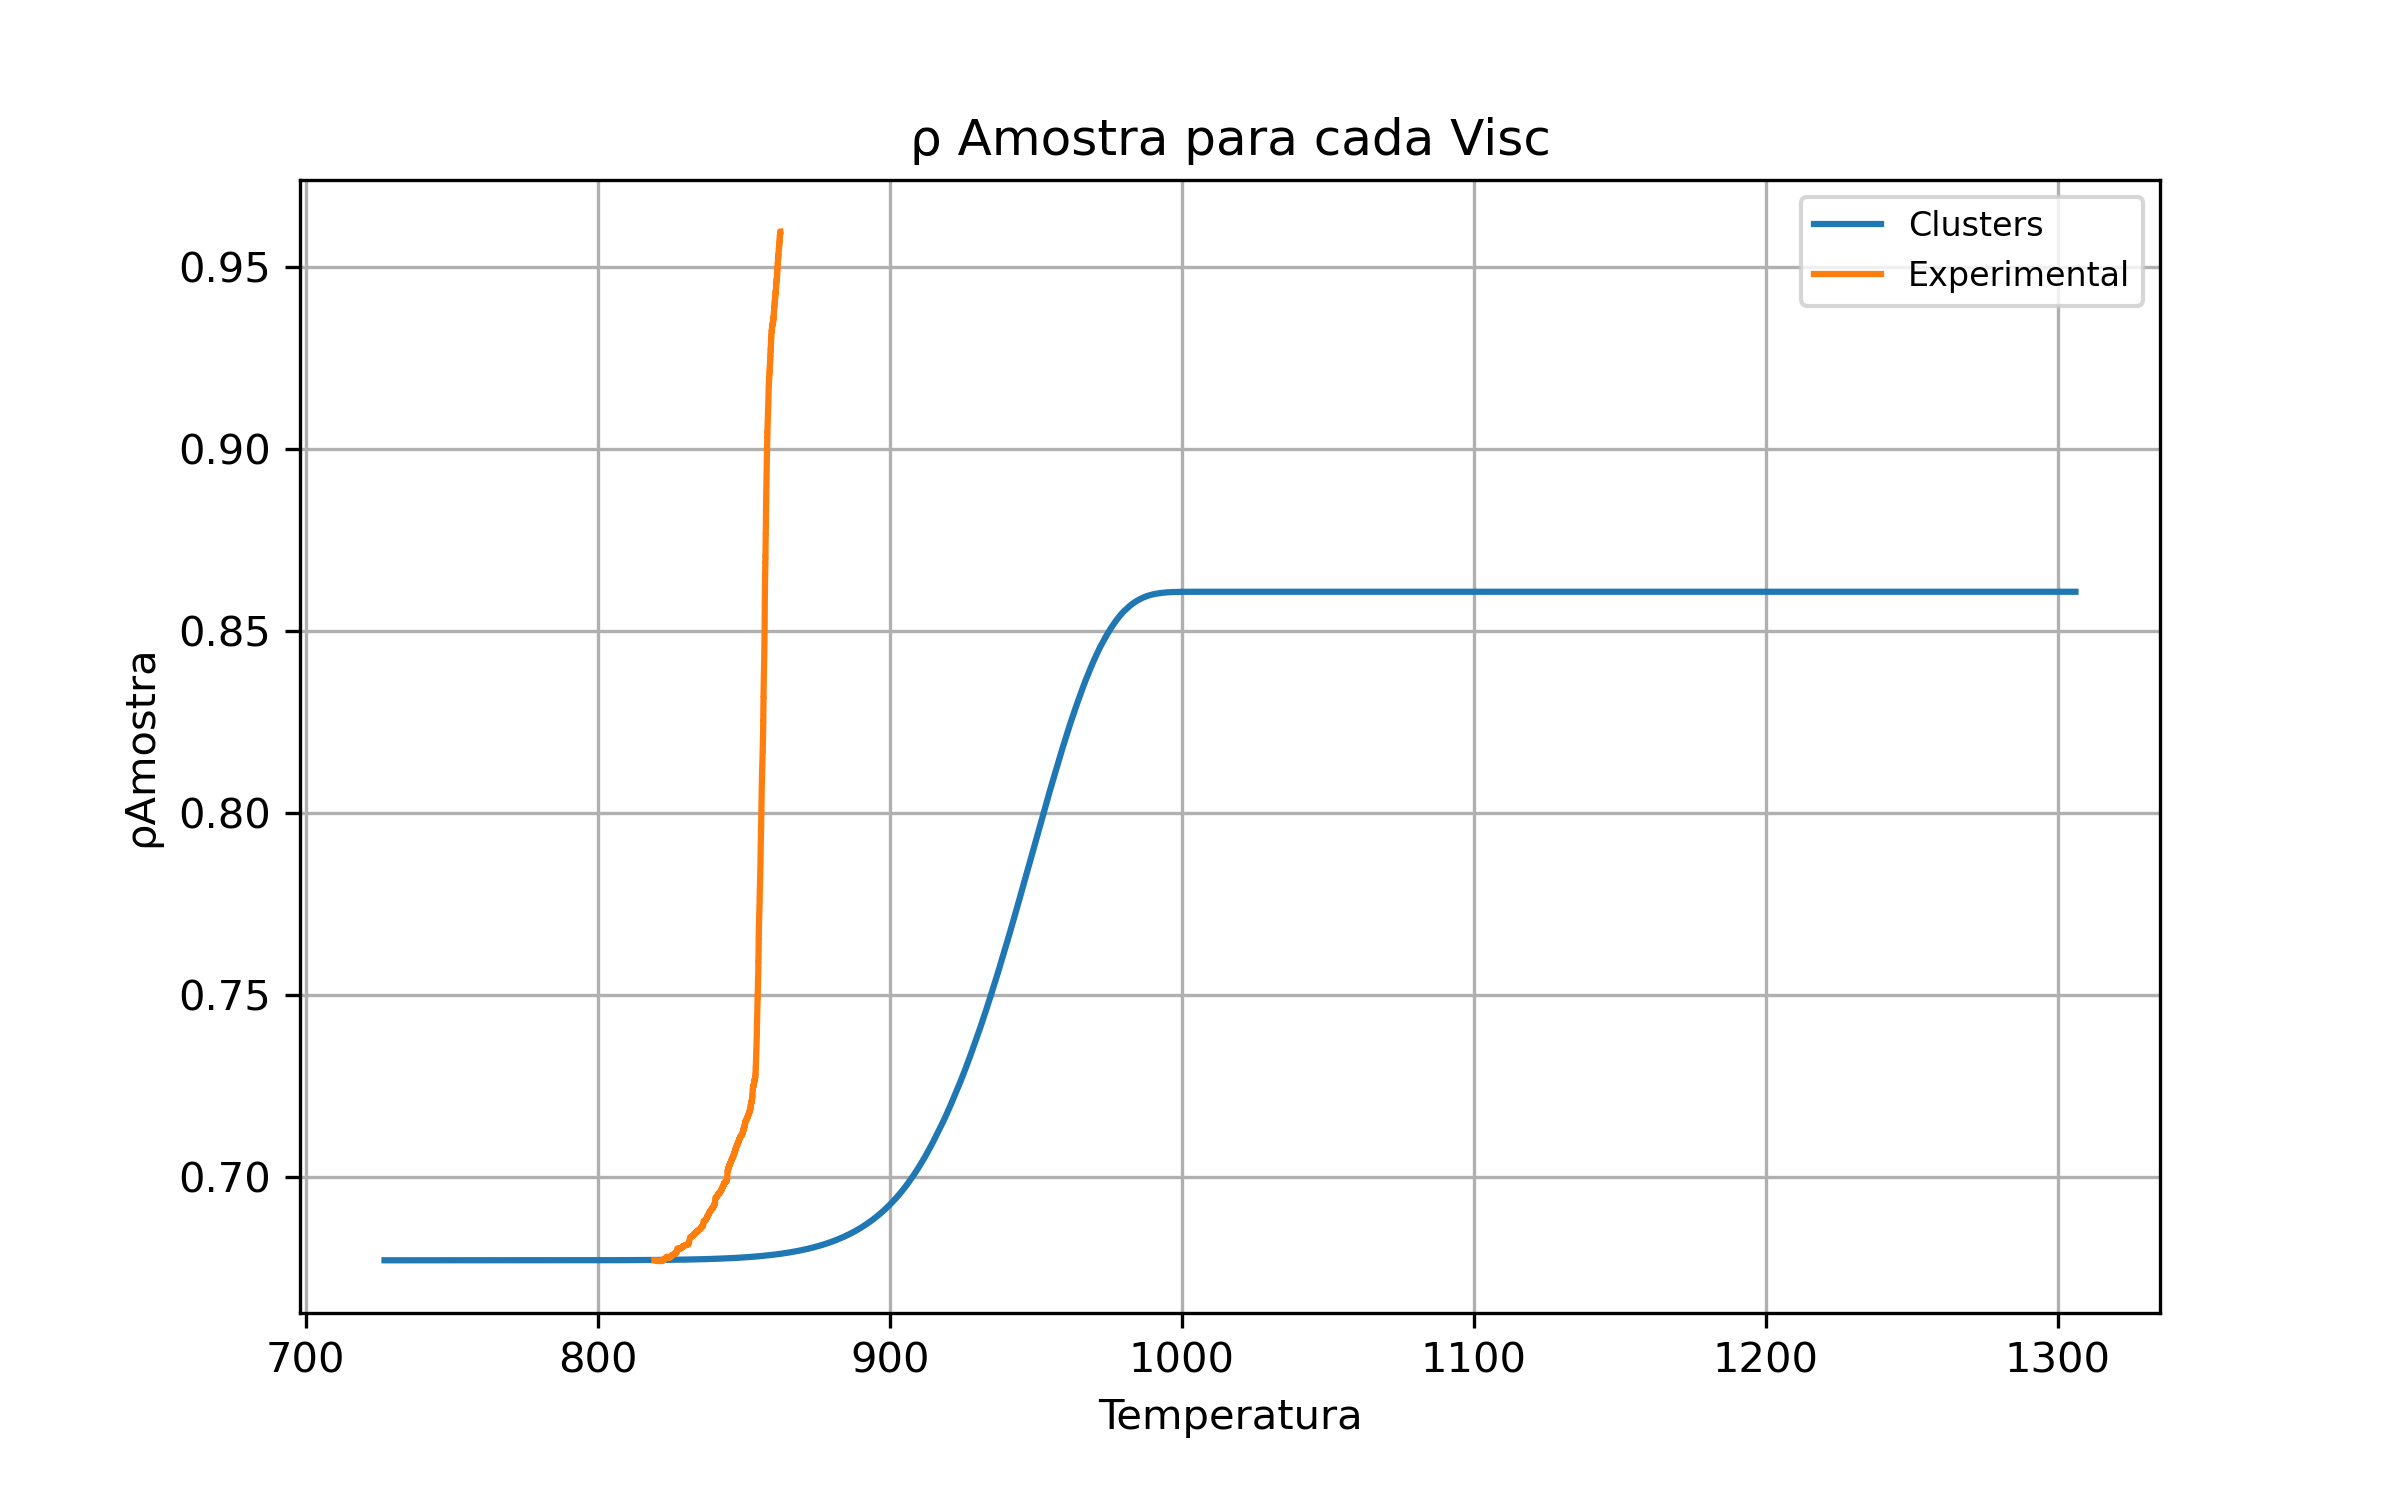 ρ Amostra para cada Visc
Clusters
Experimental
0.95
0.90
0.85
0.80
0.75
0.70
ρAmostra
700 800 900 1000 1100 1200 1300
Temperatura